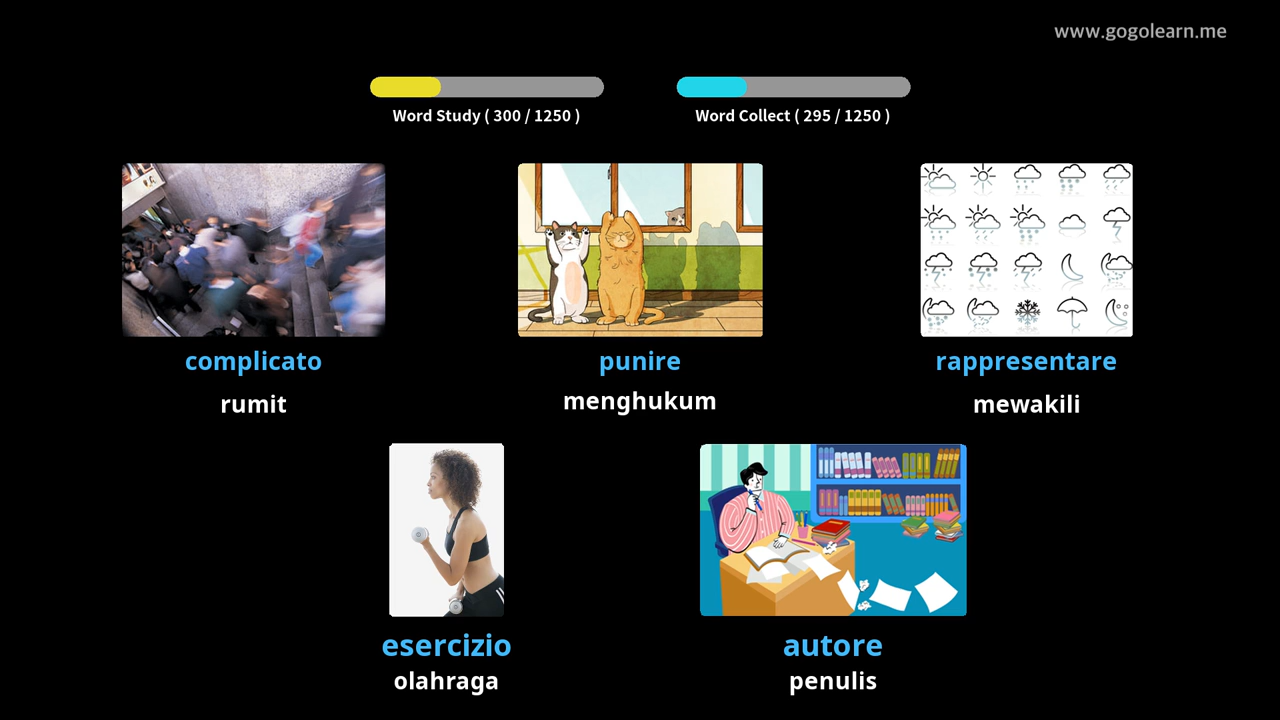 www.gogolearn.me
Word Study ( 300 / 1250 )
Word Collect ( 295 / 1250 )
complicato
rumit
punire
menghukum
rappresentare
mewakili
esercizio
olahraga
autore
penulis